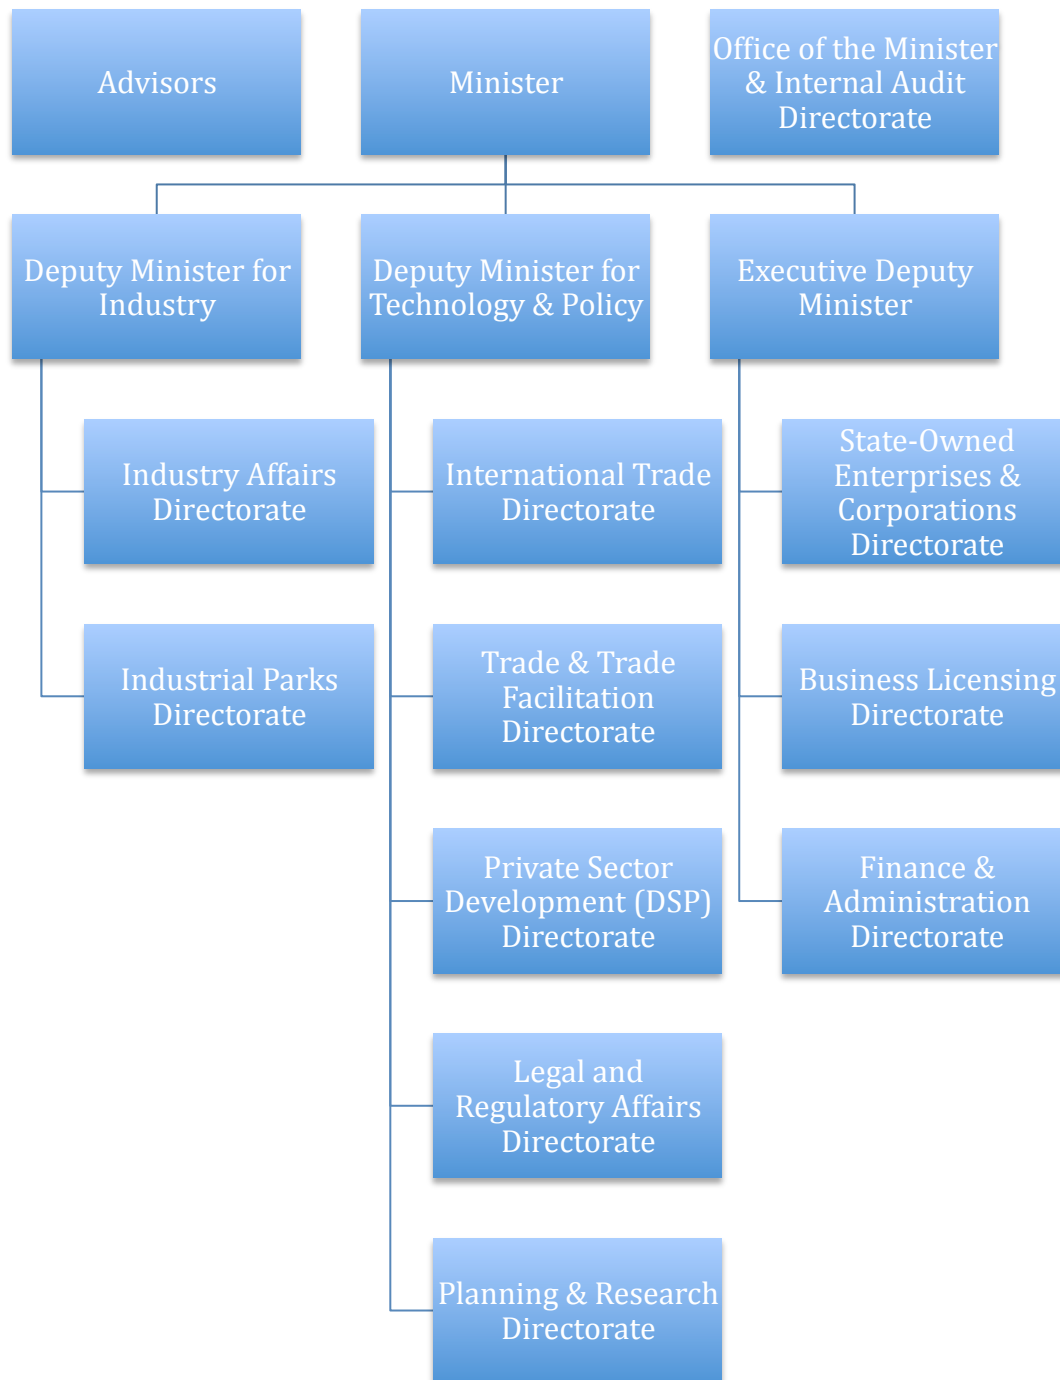 Advisors
Minister
Office of the Minister
& Internal Audit
Directorate
Deputy Minister for
Industry
Deputy Minister for
Technology & Policy
Executive Deputy
Minister
Industry Affairs
Directorate
International Trade
Directorate
State-Owned
Enterprises &
Corporations
Directorate
Industrial Parks
Directorate
Trade & Trade
Facilitation
Directorate
Business Licensing
Directorate
Private Sector
Development (DSP)
Directorate
Finance &
Administration
Directorate
Legal and
Regulatory Affairs
Directorate
Planning & Research
Directorate